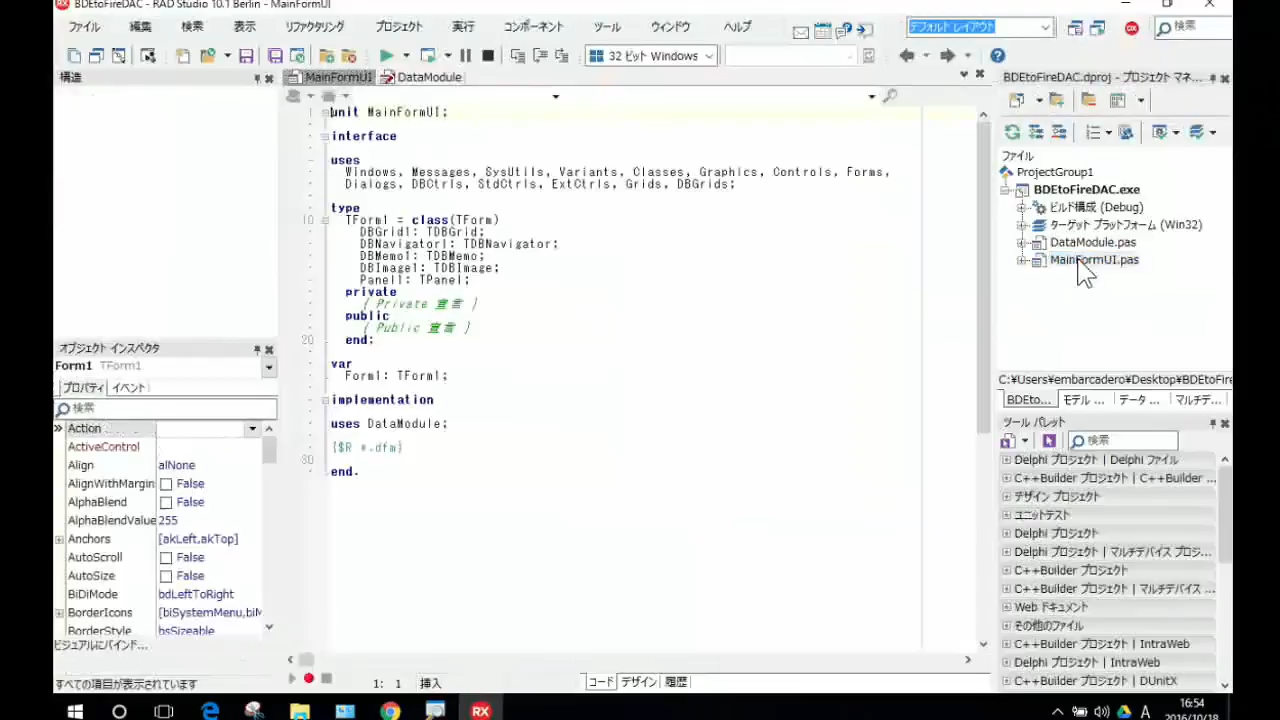 BDEtoFireDAC - RAD Studio 10.1 Berlin - MainFormUI
ファイル 編集 検索 表示 リファクタリング プロジェクト 実行 コンポーネント ツール ウィンドウ ヘルプ
デフォルト レイアウト
検索
32 ビット Windows
構造
MainFormUI
DataModule
unit MainFormUI;
interface
uses
Windows, Messages, SysUtils, Variants, Classes, Graphics, Controls, Forms,
Dialogs, DBCtrls, StdCtrls, ExtCtrls, Grids, DBGrids;
type
10
TForm1 = class(TForm)
DBGrid1: TDBGrid;
DBNavigator1: TDBNavigator;
DBMemo1: TDBMemo;
DBImage1: TDBImage;
Panel1: TPanel;
private
{ Private 宣言 }
public
{ Public 宣言 }
20
end;
var
Form1: TForm1;
implementation
uses DataModule;
{$R *.dfm}
30
end.
1: 1
挿入
コード デザイン 履歴
オブジェクト インスペクタ
Form1 TForm1
プロパティ イベント
検索
Action
ActiveControl
Align alNone
AlignWithMargin False
AlphaBlend False
AlphaBlendValue 255
Anchors [akLeft,akTop]
AutoScroll False
AutoSize False
BiDiMode bdLeftToRight
BorderIcons [biSystemMenu,biM
BorderStyle bsSizeable
ビジュアルにバインド...
すべての項目が表示されています
BDEtoFireDAC.dproj - プロジェクト マネ...
ファイル
ProjectGroup1
BDEtoFireDAC.exe
ビルド構成 (Debug)
ターゲット プラットフォーム (Win32)
DataModule.pas
MainFormUI.pas
C:¥Users¥embarcadero¥Desktop¥BDEtoFire
BDEto... モデル ... データ ... マルチデ...
ツール パレット
検索
Delphi プロジェクト | Delphi ファイル
C++Builder プロジェクト | C++Builder ...
デザイン プロジェクト
ユニットテスト
Delphi プロジェクト
Delphi プロジェクト | マルチデバイス プロジ...
C++Builder プロジェクト
C++Builder プロジェクト | マルチデバイス ...
Web ドキュメント
その他のファイル
C++Builder プロジェクト | IntraWeb
Delphi プロジェクト | IntraWeb
C++Builder プロジェクト | DUnitX
RX
A
16:54
2016/10/18